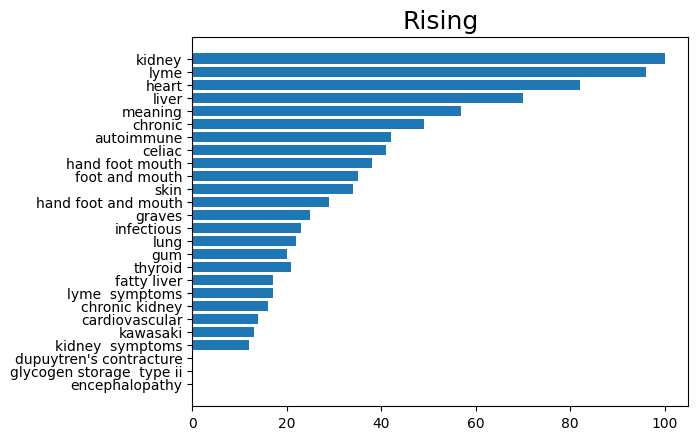 Rising
kidney
lyme
heart
liver
meaning
chronic
autoimmune
celiac
hand foot mouth
foot and mouth
skin
hand foot and mouth
graves
infectious
lung
gum
thyroid
fatty liver
lyme  symptoms
chronic kidney
cardiovascular
kawasaki
kidney  symptoms
dupuytren's contracture
glycogen storage  type ii
encephalopathy
0 20 40 60 80 100